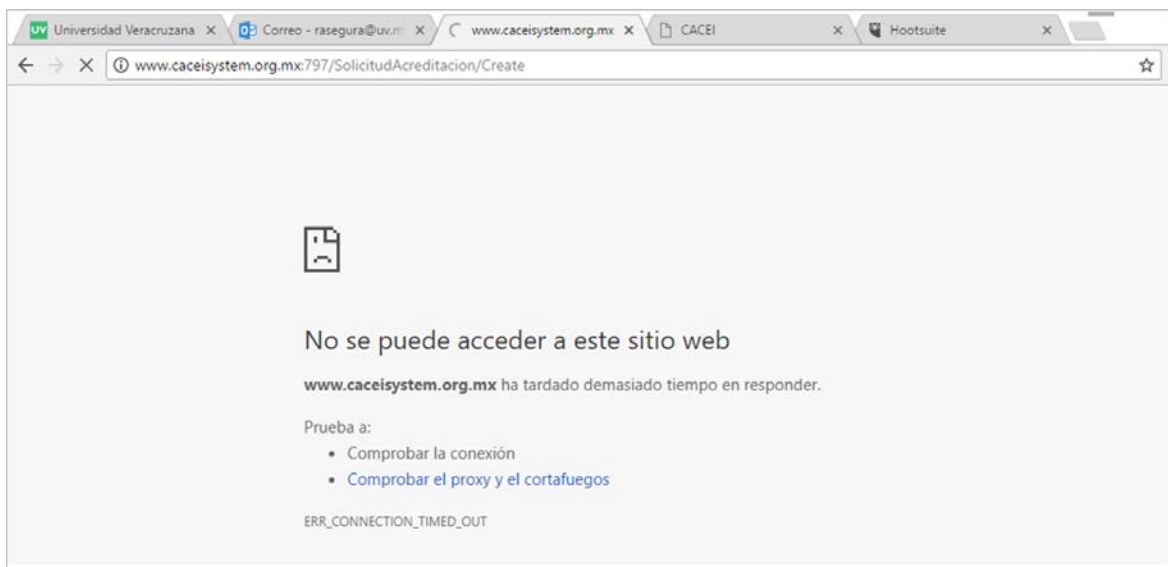 UV Universidad Veracruzana
Correo - rasegura@uv.m
www.caceisystem.org.mx
CACEI
Hootsuite
www.caceisystem.org.mx:797/SolicitudAcreditacion/Create
No se puede acceder a este sitio web
www.caceisystem.org.mx ha tardado demasiado tiempo en responder.
Prueba a:
• Comprobar la conexión
• Comprobar el proxy y el cortafuegos
ERR_CONNECTION_TIMED_OUT